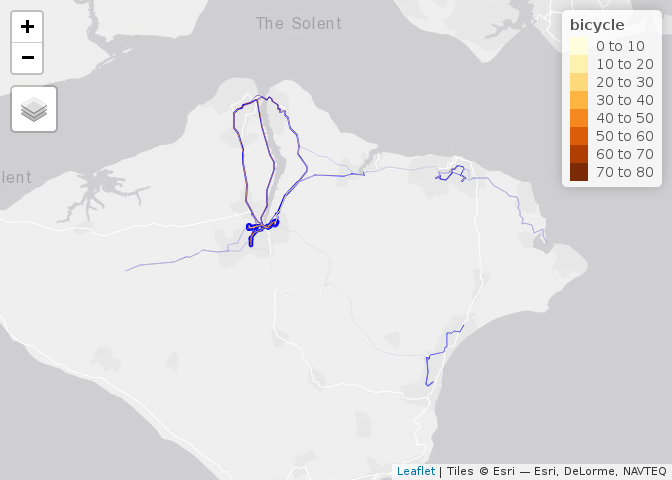 +
The Solent
bicycle
0 to 10
10 to 20
20 to 30
30 to 40
40 to 50
50 to 60
60 to 70
70 to 80
−
lent
Leaflet | Tiles © Esri — Esri, DeLorme, NAVTEQ